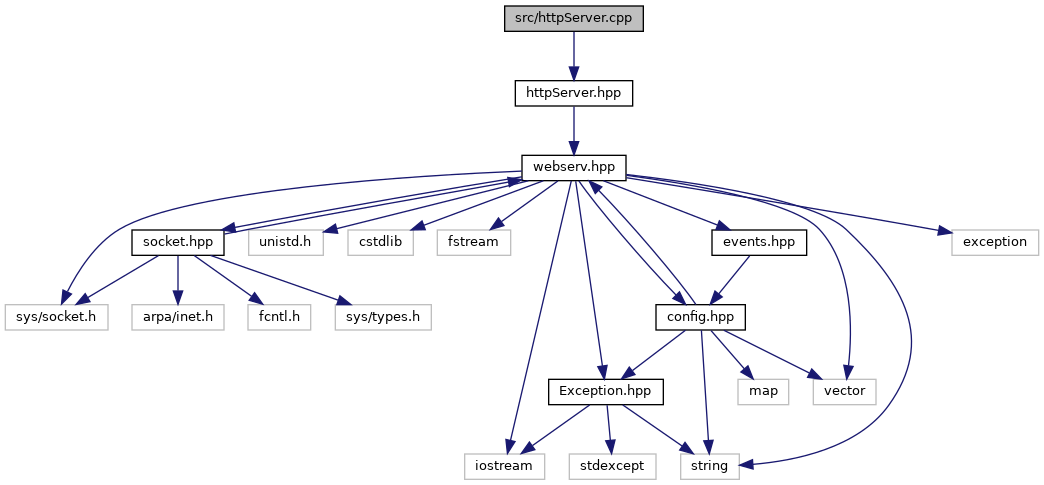 src/httpServer.cpp
httpServer.hpp
webserv.hpp
socket.hpp
unistd.h
cstdlib
fstream
events.hpp
exception
sys/socket.h
arpa/inet.h
fcntl.h
sys/types.h
config.hpp
Exception.hpp
map
vector
iostream
stdexcept
string